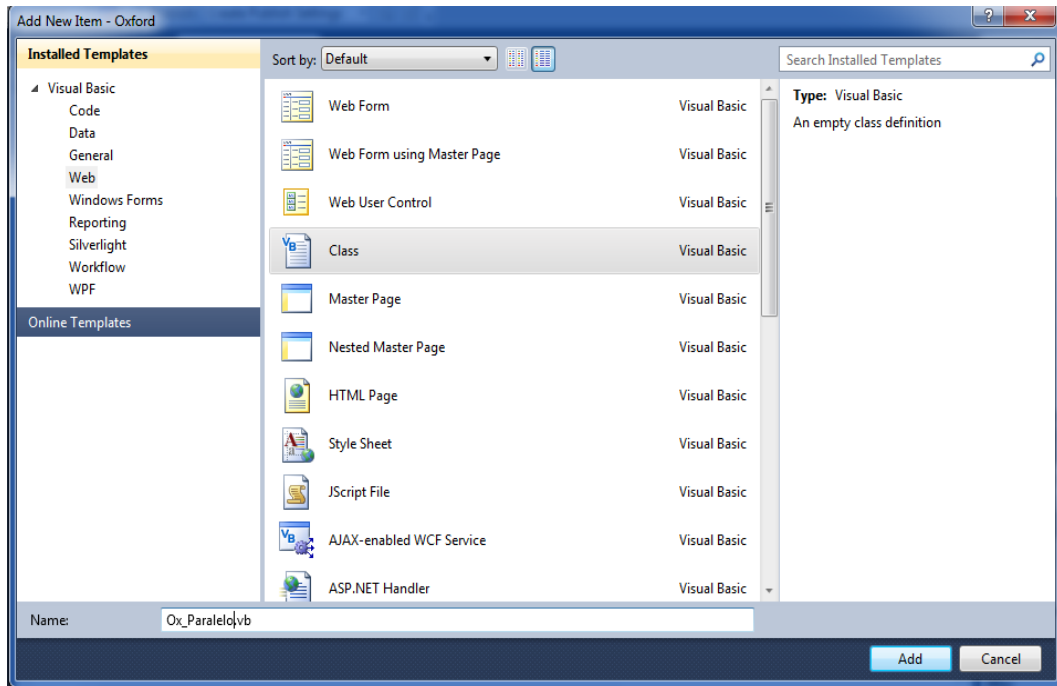 Add New Item - Oxford
Installed Templates
Visual Basic
Code
Data
General
Web
Windows Forms
Reporting
Silverlight
Workflow
WPF
Online Templates
Sort by: Default
Search Installed Templates
Web Form Visual Basic
Web Form using Master Page Visual Basic
Web User Control Visual Basic
Class Visual Basic
Master Page Visual Basic
Nested Master Page Visual Basic
HTML Page Visual Basic
Style Sheet Visual Basic
JScript File Visual Basic
AJAX-enabled WCF Service Visual Basic
ASP.NET Handler Visual Basic
Type: Visual Basic
An empty class definition
Name: Ox_Paralelo.vb
Add Cancel